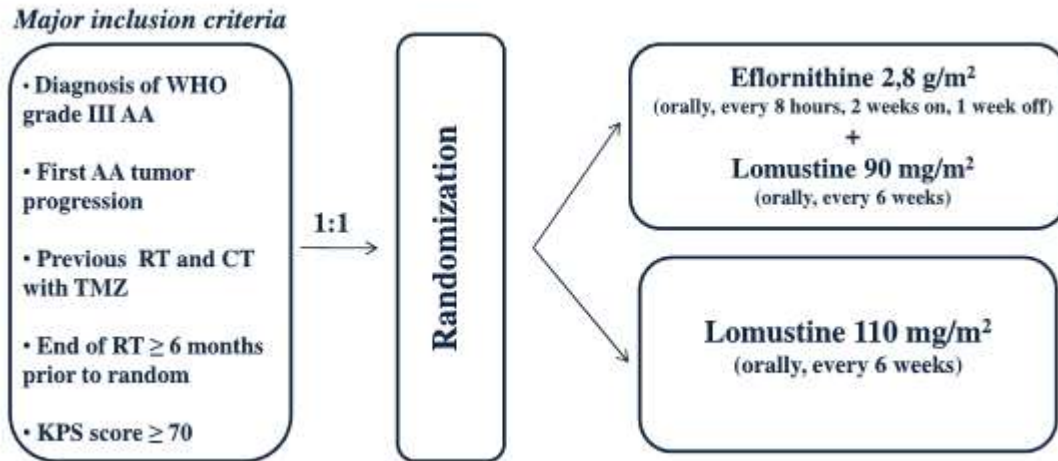 Major inclusion criteria
• Diagnosis of WHO
grade III AA
• First AA tumor
progression
• Previous RT and CT
with TMZ
• End of RT ≥ 6 months
prior to random
• KPS score ≥ 70
1:1
Randomization
Eflornithine 2,8 g/m²
(orally, every 8 hours, 2 weeks on, 1 week off)
+
Lomustine 90 mg/m²
(orally, every 6 weeks)
Lomustine 110 mg/m²
(orally, every 6 weeks)